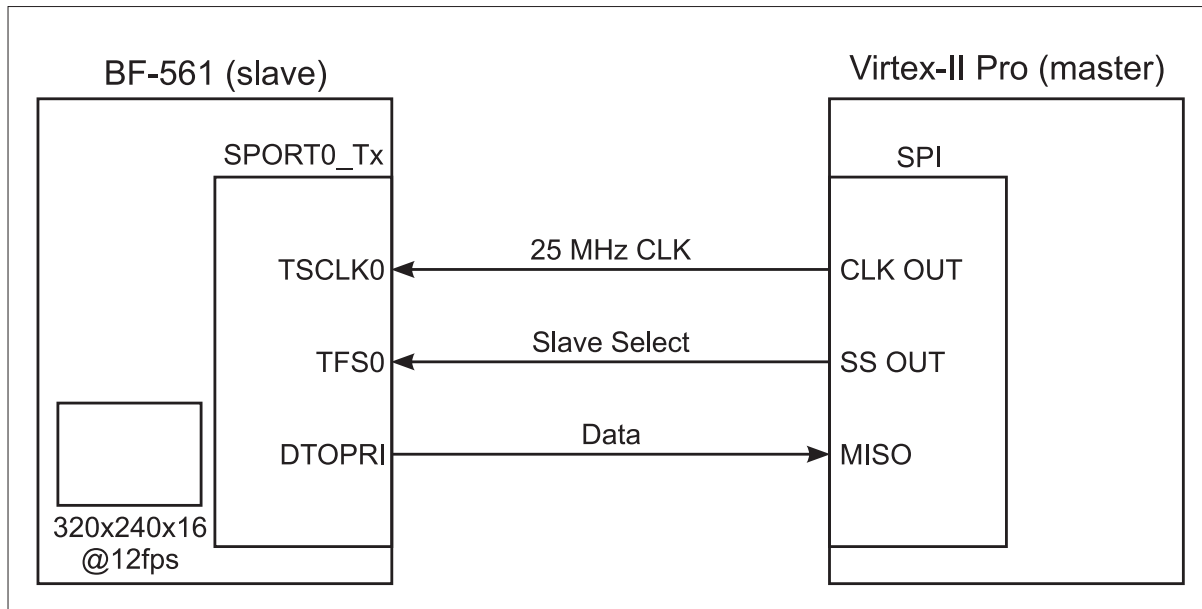 BF-561 (slave)
Virtex-II Pro (master)
SPORT0_Tx
SPI
25 MHz CLK
TSCLK0
CLK OUT
Slave Select
TFS0
SS OUT
Data
DTOPRI
MISO
320x240x16
@12fps